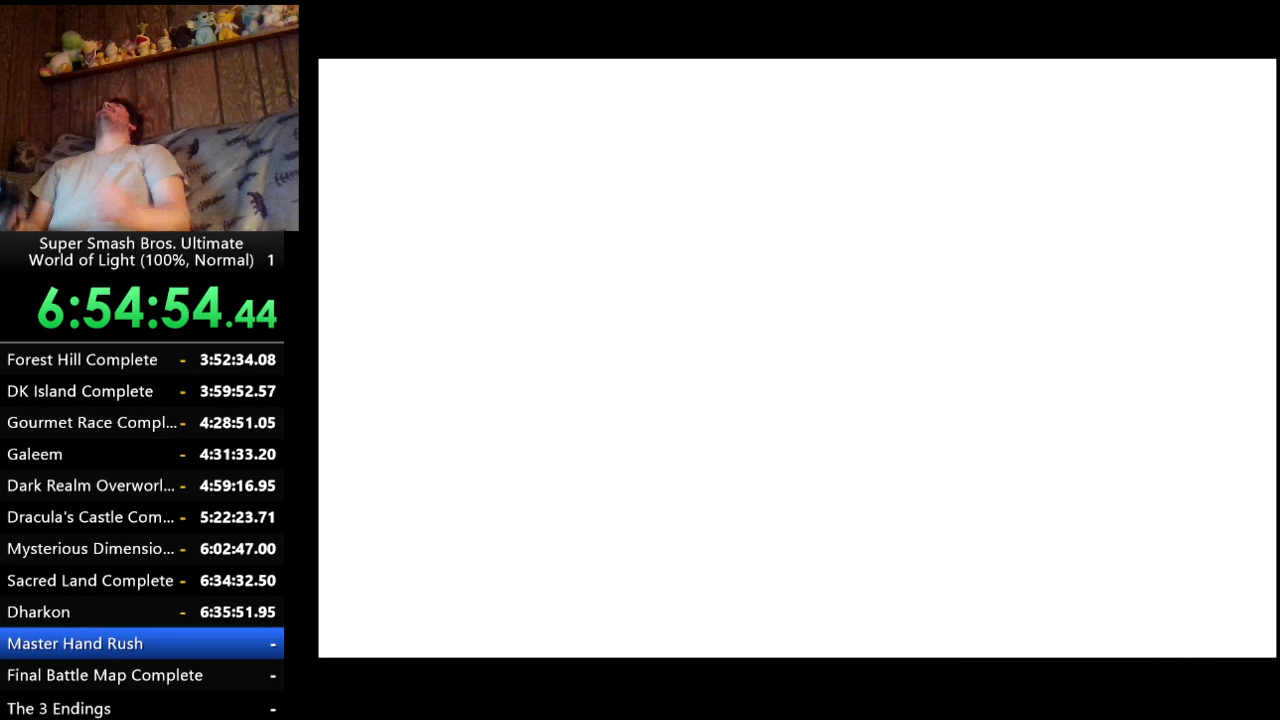 Super Smash Bros. Ultimate
World of Light (100%, Normal) 1
6:54:54.44
Forest Hill Complete - 3:52:34.08
DK Island Complete - 3:59:52.57
Gourmet Race Compl... - 4:28:51.05
Galeem - 4:31:33.20
Dark Realm Overworl... - 4:59:16.95
Dracula's Castle Com... - 5:22:23.71
Mysterious Dimensio... - 6:02:47.00
Sacred Land Complete - 6:34:32.50
Dharkon - 6:35:51.95
Master Hand Rush -
Final Battle Map Complete -
The 3 Endings -